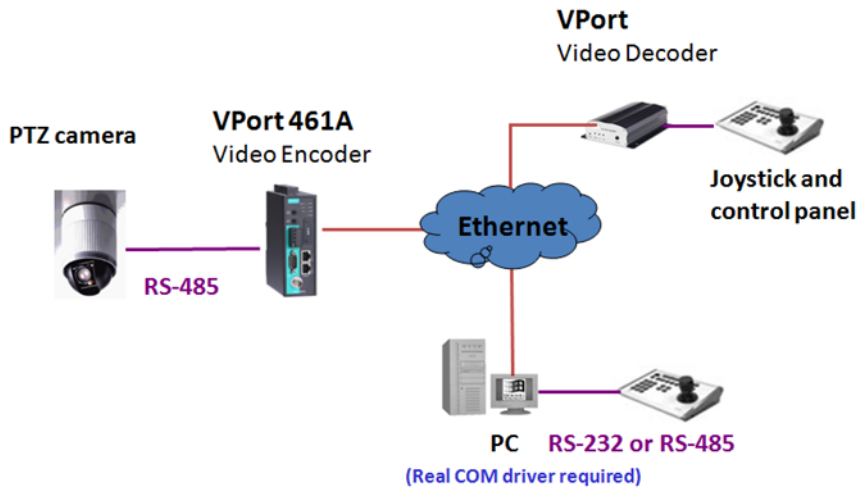 VPort
Video Decoder
PTZ camera
VPort 461A
Video Encoder
Joystick and
control panel
Ethernet
RS-485
PC
RS-232 or RS-485
(Real COM driver required)